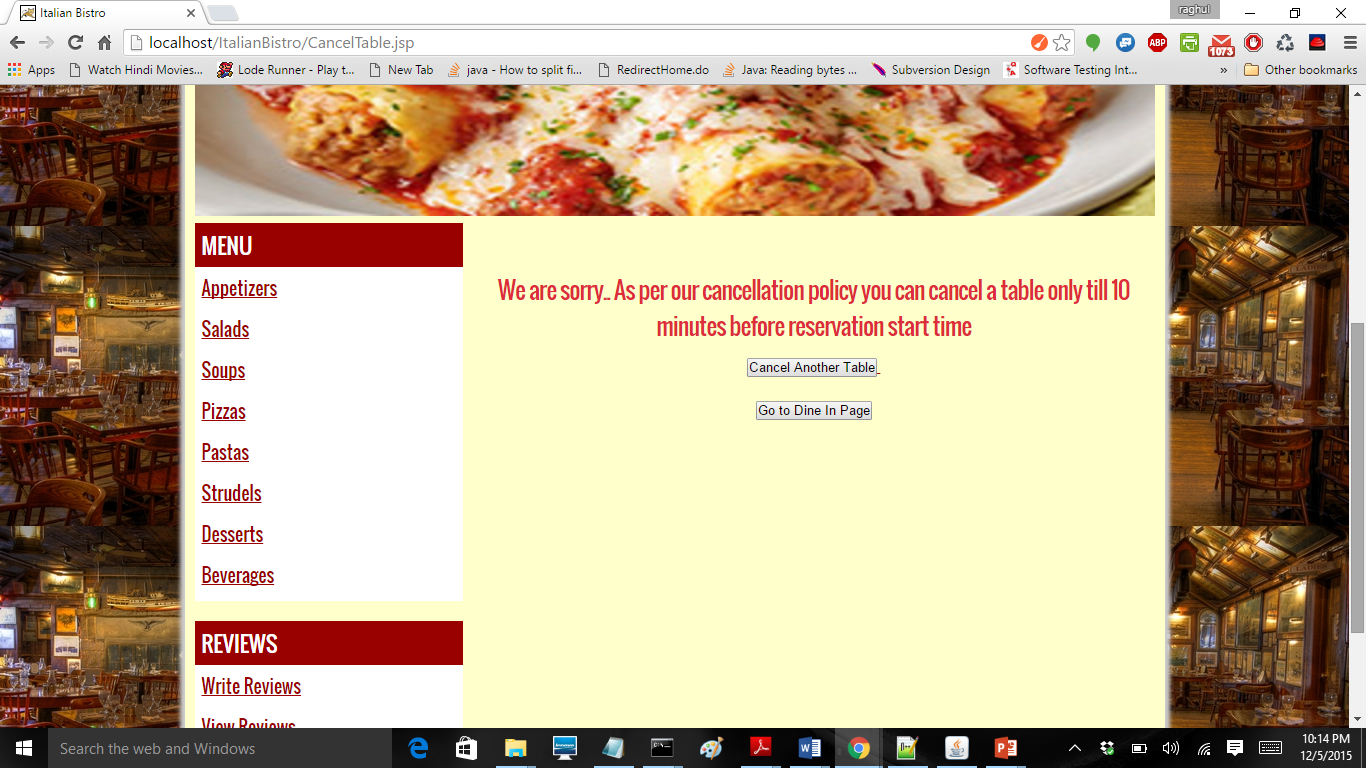 Italian Bistro
raghul
localhost/ItalianBistro/CancelTable.jsp
1073
Apps
Watch Hindi Movies...
Lode Runner - Play t...
New Tab
java - How to split fi...
RedirectHome.do
Java: Reading bytes ...
Subversion Design
Software Testing Int...
»
Other bookmarks
MENU
Appetizers
Salads
Soups
Pizzas
Pastas
Strudels
Desserts
Beverages
We are sorry.. As per our cancellation policy you can cancel a table only till 10
minutes before reservation start time
Cancel Another Table
Go to Dine In Page
REVIEWS
Write Reviews
View Reviews
Search the web and Windows
10:14 PM
12/5/2015